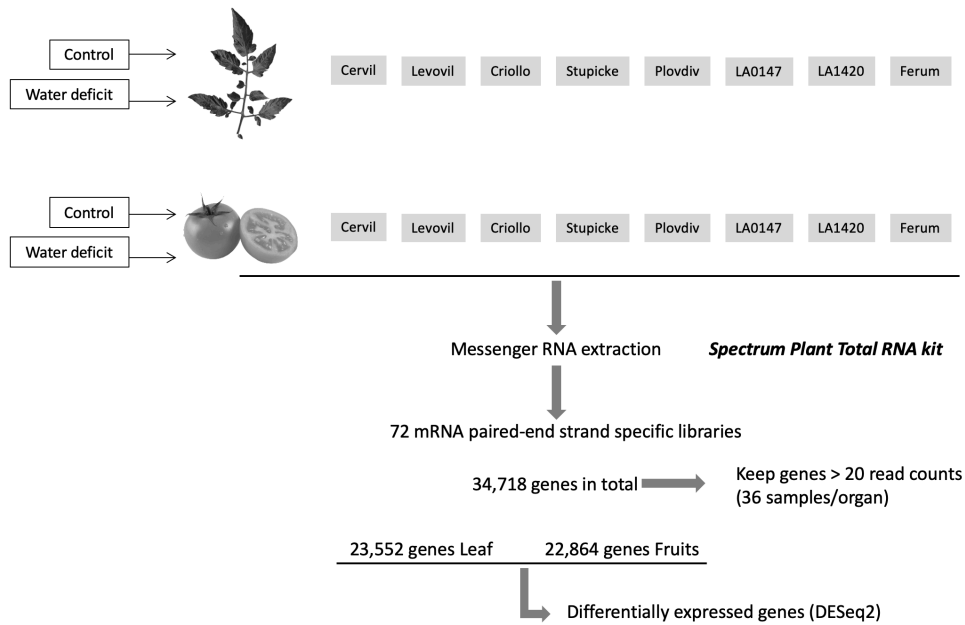 Control
Water deficit
Cervil Levovil Criollo Stupicke Plovdiv LA0147 LA1420 Ferum
Control
Water deficit
Cervil Levovil Criollo Stupicke Plovdiv LA0147 LA1420 Ferum
Messenger RNA extraction Spectrum Plant Total RNA kit
72 mRNA paired-end strand specific libraries
34,718 genes in total
Keep genes > 20 read counts
(36 samples/organ)
23,552 genes Leaf 22,864 genes Fruits
Differentially expressed genes (DESeq2)